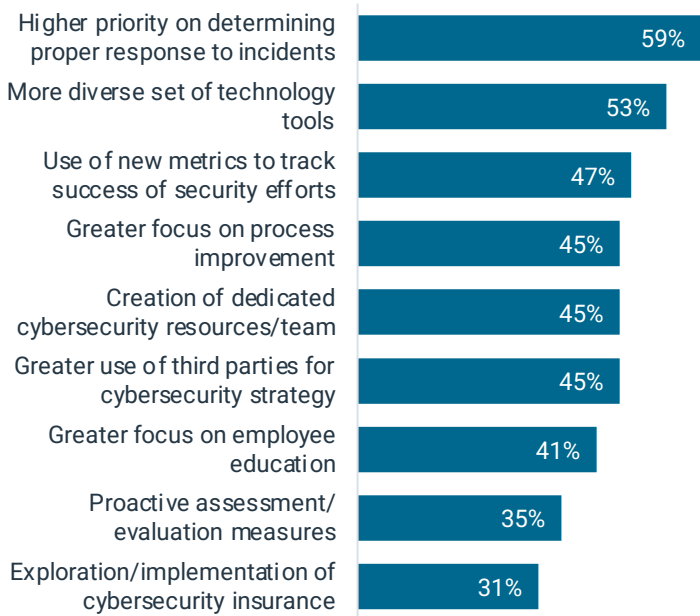 Higher priority on determining
proper response to incidents
59%
More diverse set of technology
tools
53%
Use of new metrics to track
success of security efforts
47%
Greater focus on process
improvement
45%
Creation of dedicated
cybersecurity resources/team
45%
Greater use of third parties for
cybersecurity strategy
45%
Greater focus on employee
education
41%
Proactive assessment/
evaluation measures
35%
Exploration/implementation of
cybersecurity insurance
31%